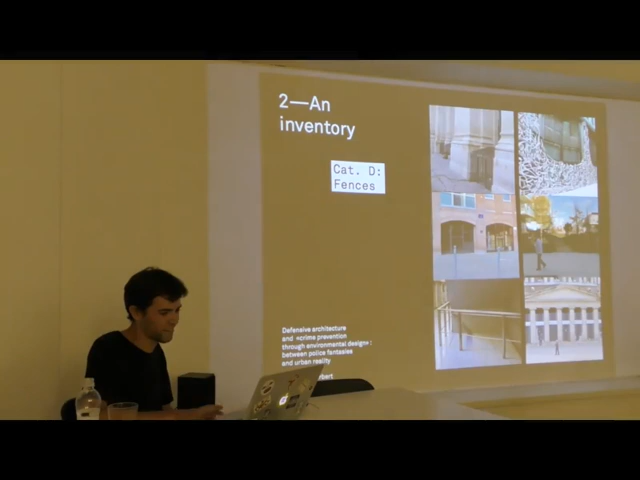 2—An
inventory
Cat. D:
Fences
Defensive architecture
and «crime prevention
through environmental design» :
between police fantasies
and urban reality